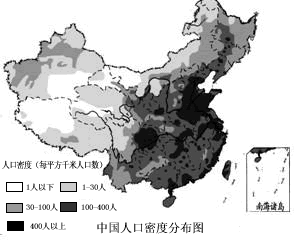 人口密度（每平方千米人口数）
1人以下
1-30人
30-100人
100-400人
400人以上
中国人口密度分布图
南海诸岛